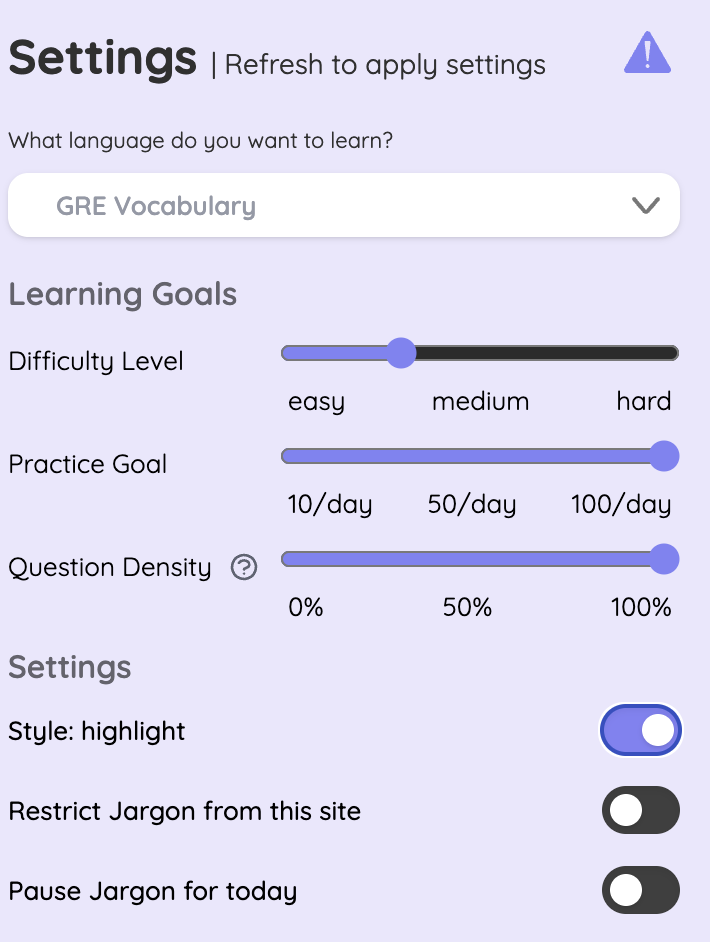 Settings | Refresh to apply settings
What language do you want to learn?
GRE Vocabulary
Learning Goals
Difficulty Level
easy medium hard
Practice Goal
10/day 50/day 100/day
Question Density ?
0% 50% 100%
Settings
Style: highlight
Restrict Jargon from this site
Pause Jargon for today